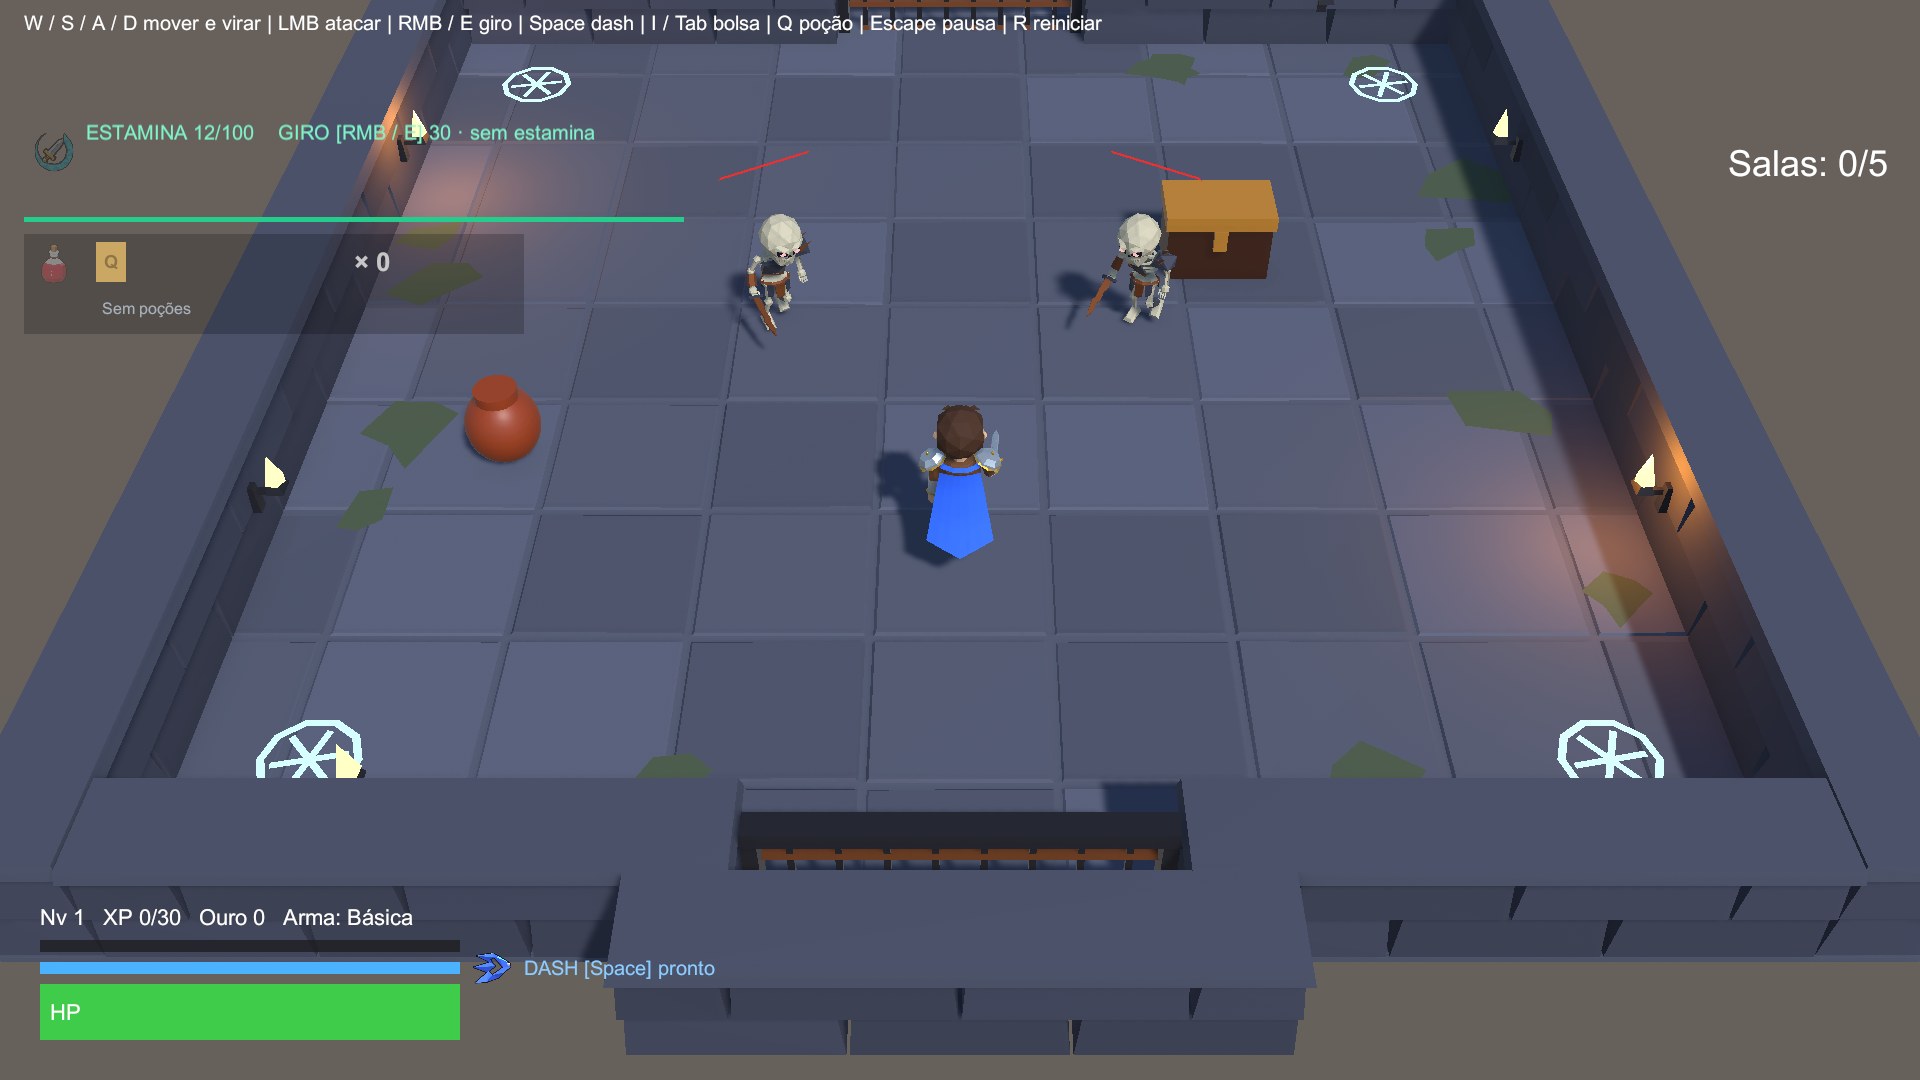 W / S / A / D mover e virar | LMB atacar | RMB / E giro | Space dash | I / Tab bolsa | Q poção | Escape pausa | R reiniciar
ESTAMINA 12/100 GIRO [RMB / E] 30 · sem estamina
Salas: 0/5
Q × 0
Sem poções
Nv 1 XP 0/30 Ouro 0 Arma: Básica
DASH [Space] pronto
HP